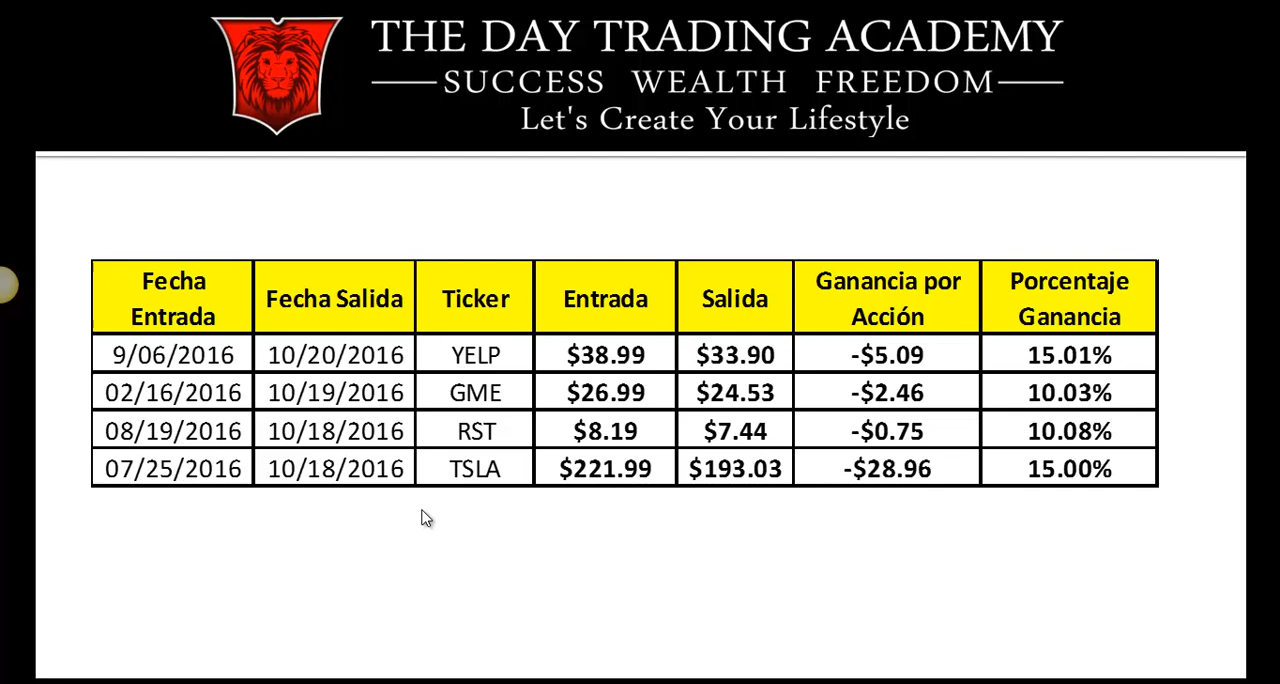 THE DAY TRADING ACADEMY
SUCCESS WEALTH FREEDOM
Let's Create Your Lifestyle
Fecha Entrada Fecha Salida Ticker Entrada Salida Ganancia por Acción Porcentaje Ganancia
9/06/2016 10/20/2016 YELP $38.99 $33.90 -$5.09 15.01%
02/16/2016 10/19/2016 GME $26.99 $24.53 -$2.46 10.03%
08/19/2016 10/18/2016 RST $8.19 $7.44 -$0.75 10.08%
07/25/2016 10/18/2016 TSLA $221.99 $193.03 -$28.96 15.00%